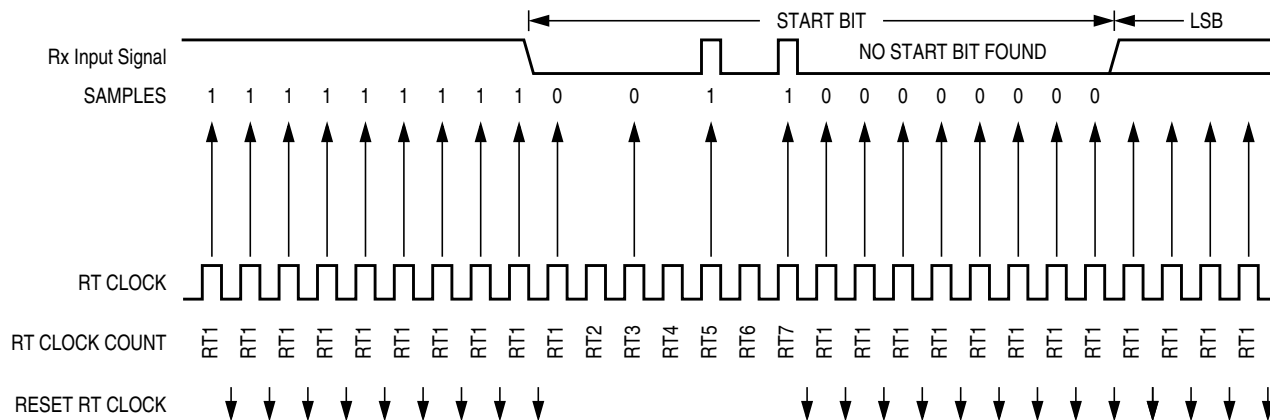 START BIT LSB
Rx Input Signal NO START BIT FOUND
SAMPLES 1 1 1 1 1 1 1 1 1 0 0 1 1 0 0 0 0 0 0 0 0
RT CLOCK
RT CLOCK COUNT RT1 RT1 RT1 RT1 RT1 RT1 RT1 RT1 RT1 RT1 RT2 RT3 RT4 RT5 RT6 RT7 RT1 RT1 RT1 RT1 RT1 RT1 RT1 RT1 RT1 RT1 RT1 RT1
RESET RT CLOCK